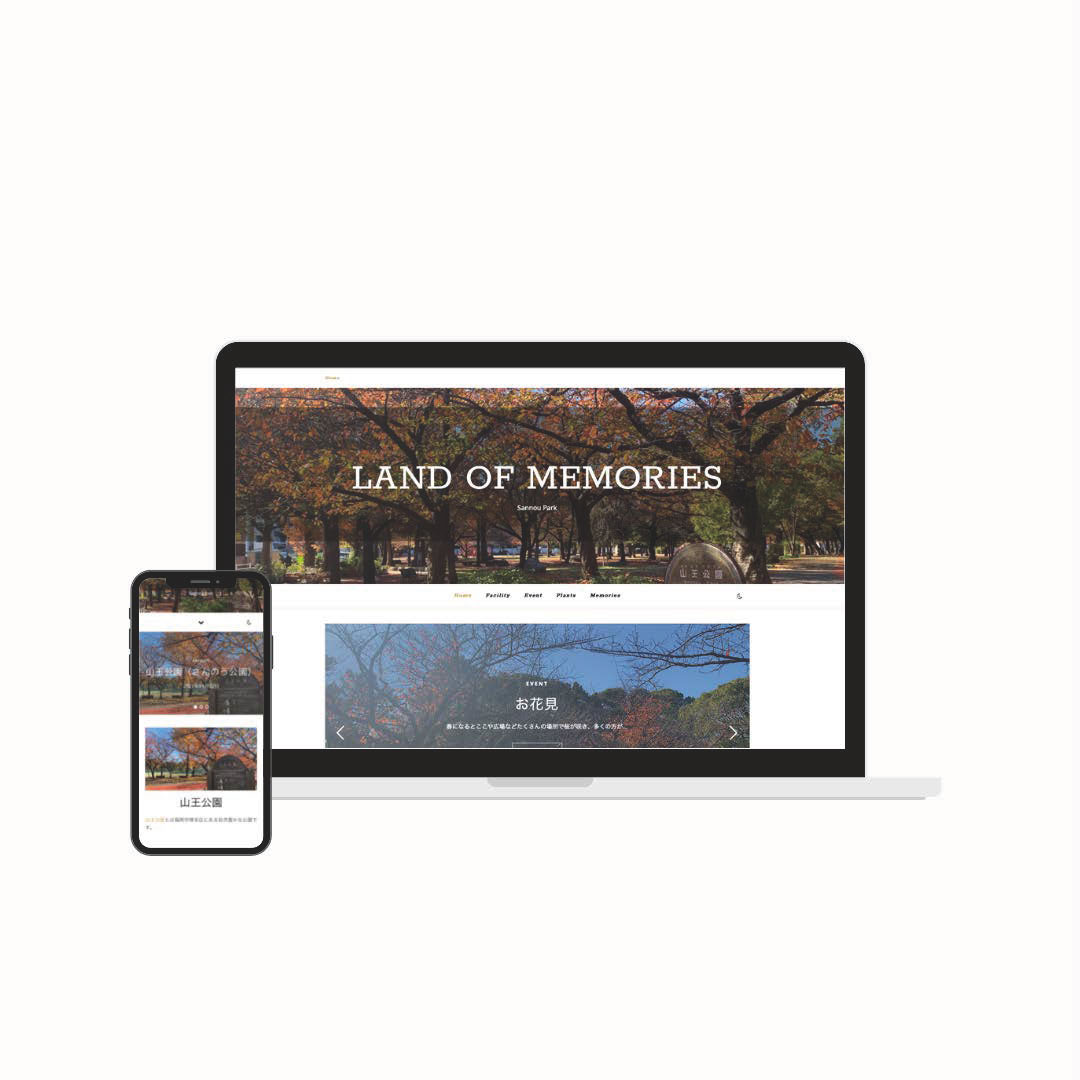 Home
LAND OF MEMORIES
Sannou Park
山王公園
Home Facility Event Plants Memories
EVENT
お花見
春になるとここや広場などたくさんの場所で桜が咲き、多くの方が
山王公園（さんのう公園）
山王公園